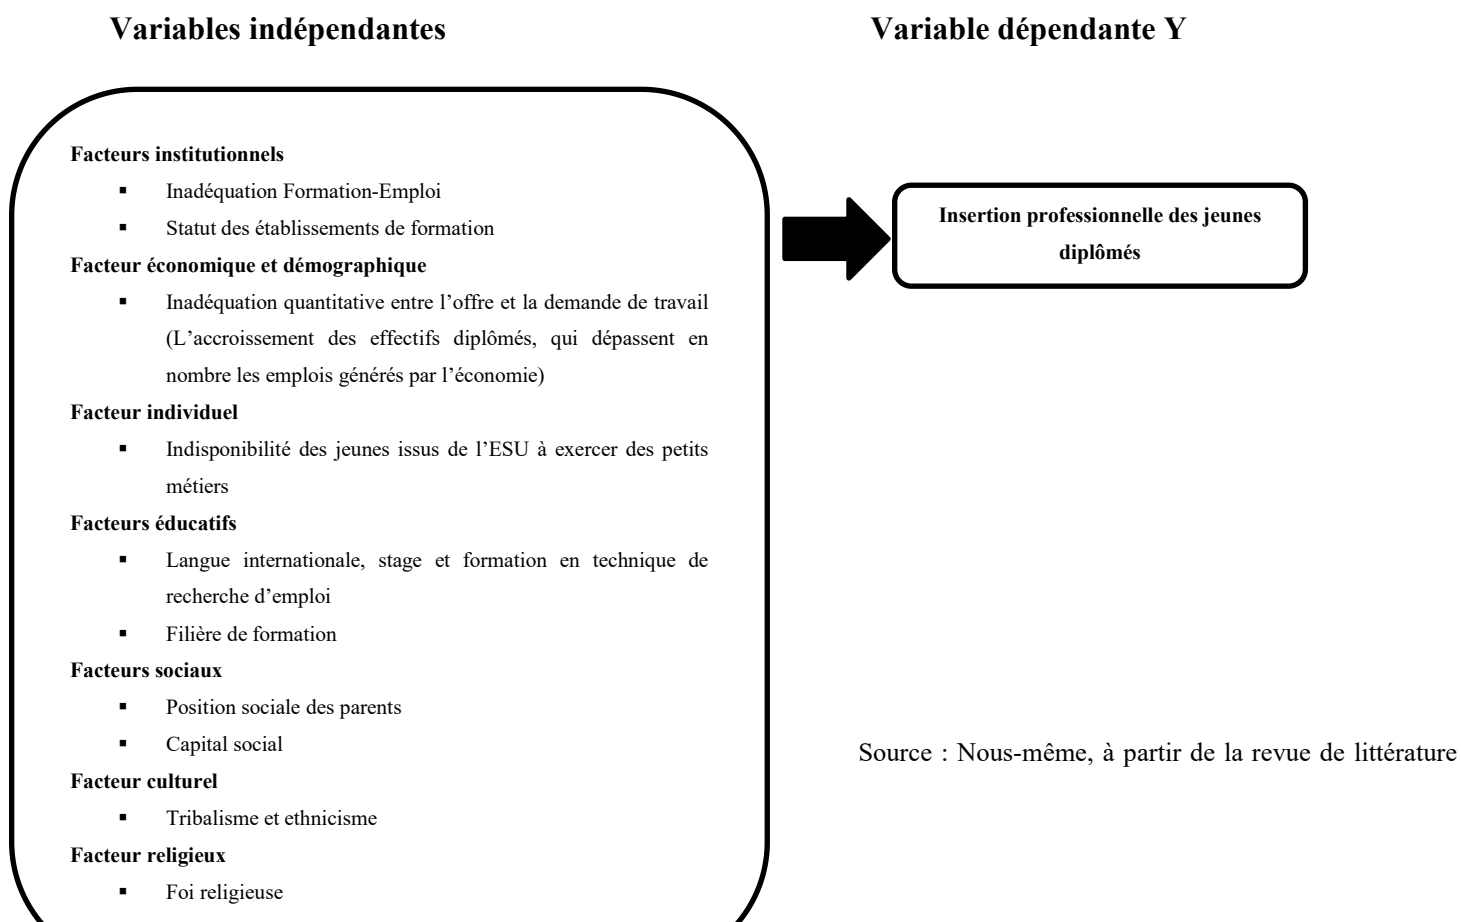 Variables indépendantes
Variable dépendante Y
Facteurs institutionnels
▪ Inadéquation Formation-Emploi
▪ Statut des établissements de formation
Facteur économique et démographique
▪ Inadéquation quantitative entre l’offre et la demande de travail
(L’accroissement des effectifs diplômés, qui dépassent en
nombre les emplois générés par l’économie)
Facteur individuel
▪ Indisponibilité des jeunes issus de l’ESU à exercer des petits
métiers
Facteurs éducatifs
▪ Langue internationale, stage et formation en technique de
recherche d’emploi
▪ Filière de formation
Facteurs sociaux
▪ Position sociale des parents
▪ Capital social
Facteur culturel
▪ Tribalisme et ethnicisme
Facteur religieux
▪ Foi religieuse
Insertion professionnelle des jeunes
diplômés
Source : Nous-même, à partir de la revue de littérature